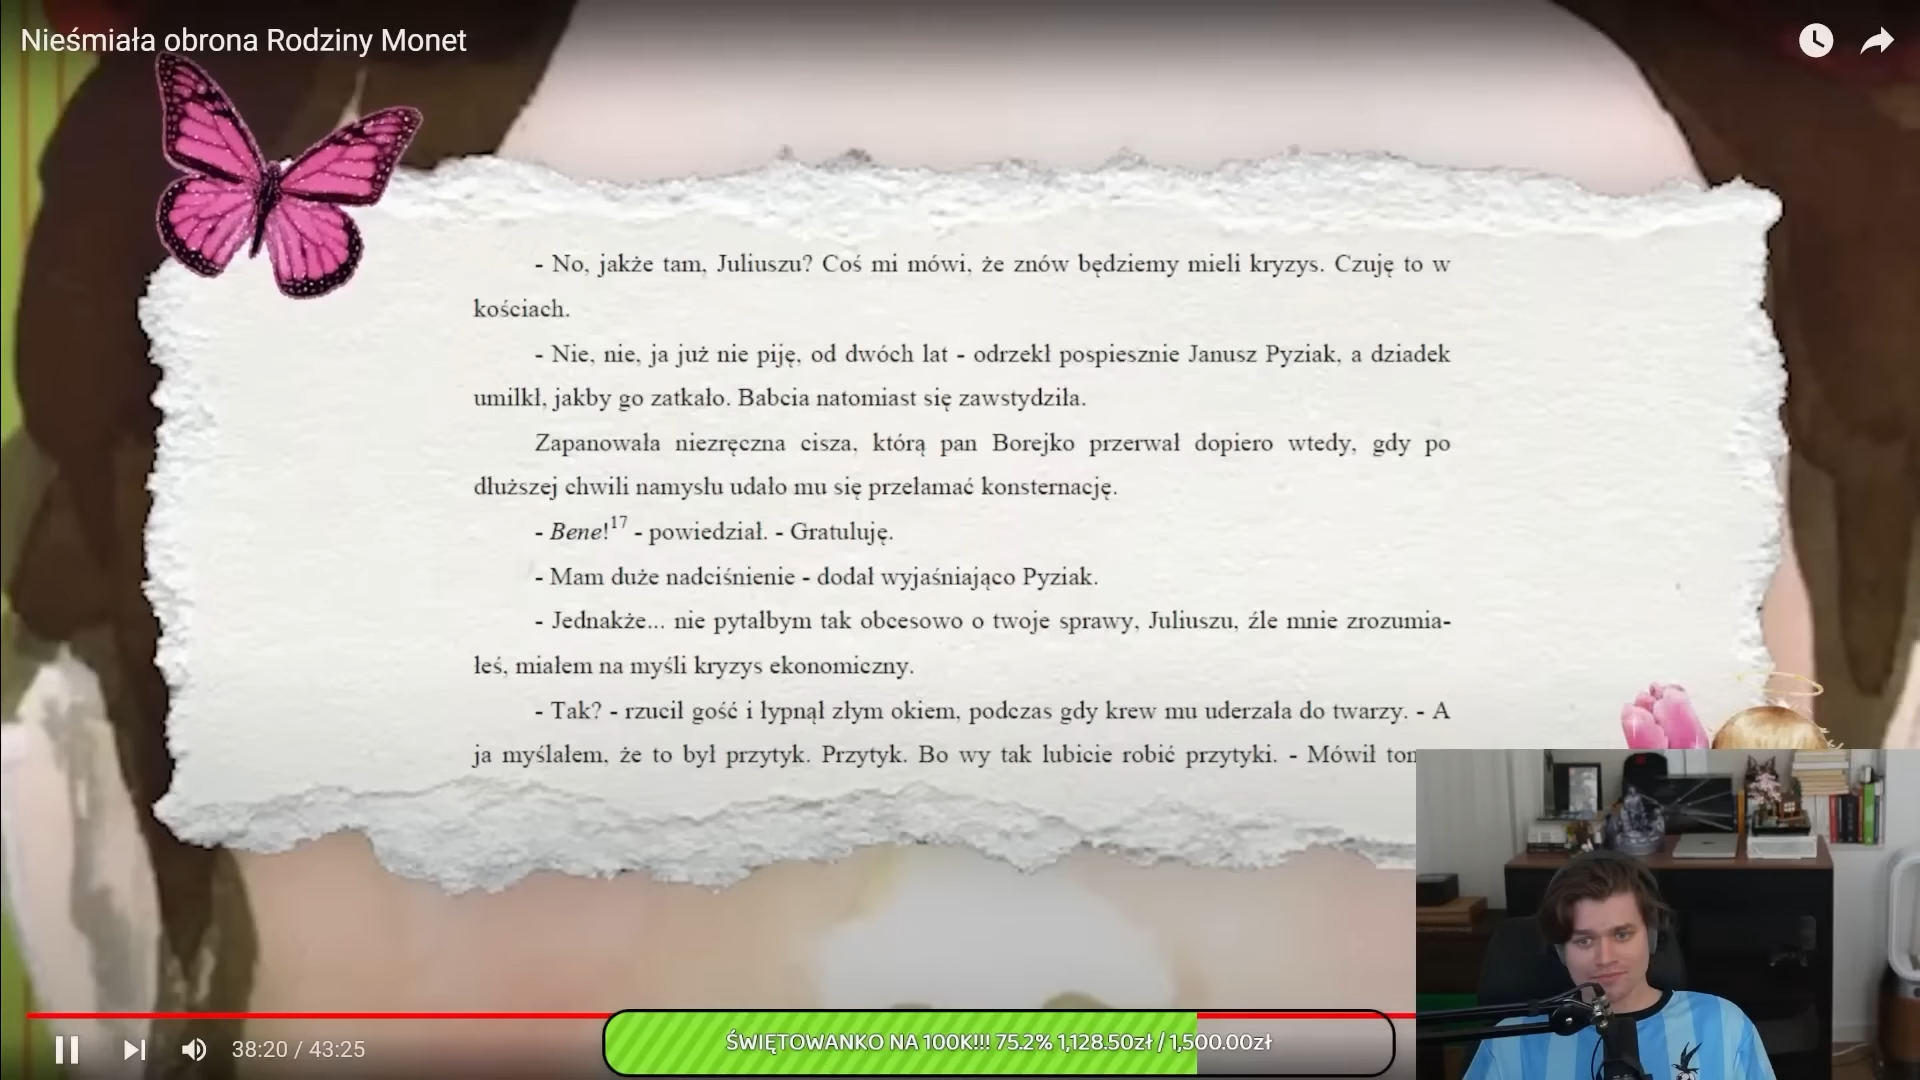 Nieśmiała obrona Rodziny Monet
- No, jakże tam, Juliuszu? Coś mi mówi, że znów będziemy mieli kryzys. Czuję to w
kościach.
- Nie, nie, ja już nie piję, od dwóch lat - odrzekł pospiesznie Janusz Pyziak, a dziadek
umilkł, jakby go zatkało. Babcia natomiast się zawstydziła.
Zapanowała niezręczna cisza, którą pan Borejko przerwał dopiero wtedy, gdy po
dłuższej chwili namysłu udało mu się przełamać konsternację.
- Bene!17 - powiedział. - Gratuluję.
- Mam duże nadciśnienie - dodał wyjaśniająco Pyziak.
- Jednakże... nie pytałbym tak obcesowo o twoje sprawy, Juliuszu, źle mnie zrozumia-
łeś, miałem na myśli kryzys ekonomiczny.
- Tak? - rzucił gość i łypnął złym okiem, podczas gdy krew mu uderzała do twarzy. - A
ja myślałem, że to był przytyk. Przytyk. Bo wy tak lubicie robić przytyki. - Mówił
38:20 / 43:25
ŚWIĘTOWANKO NA 100K!!! 75.2% 1,128.50zł / 1,500.00zł